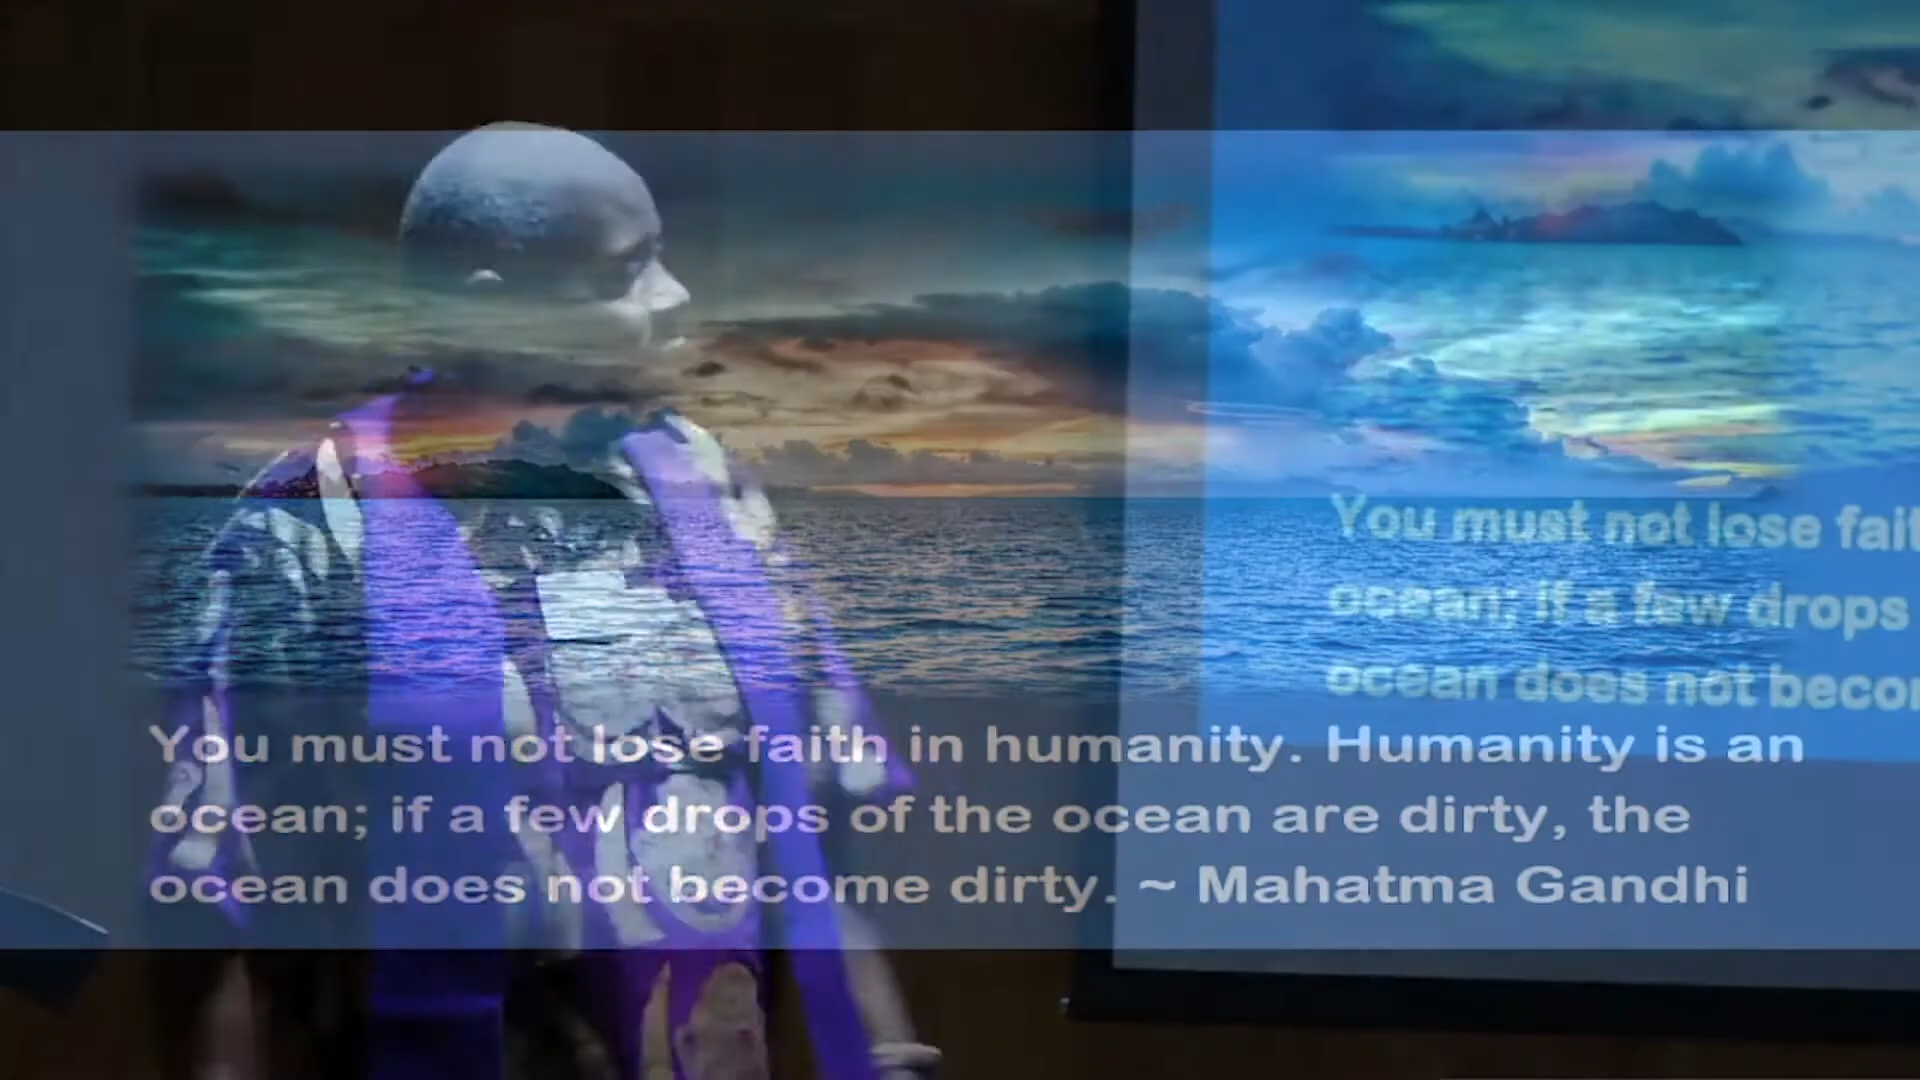 You must not lose fait
ocean; if a few drops
ocean does not becor
You must not lose faith in humanity. Humanity is an
ocean; if a few drops of the ocean are dirty, the
ocean does not become dirty. ~ Mahatma Gandhi